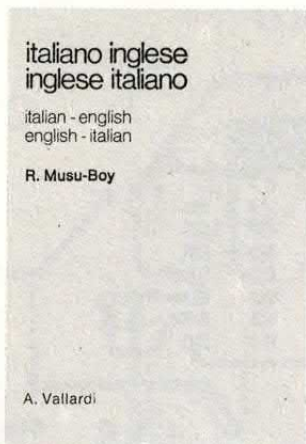 italiano inglese
inglese italiano
italian - english
english - italian
R. Musu-Boy
A. Vallardi